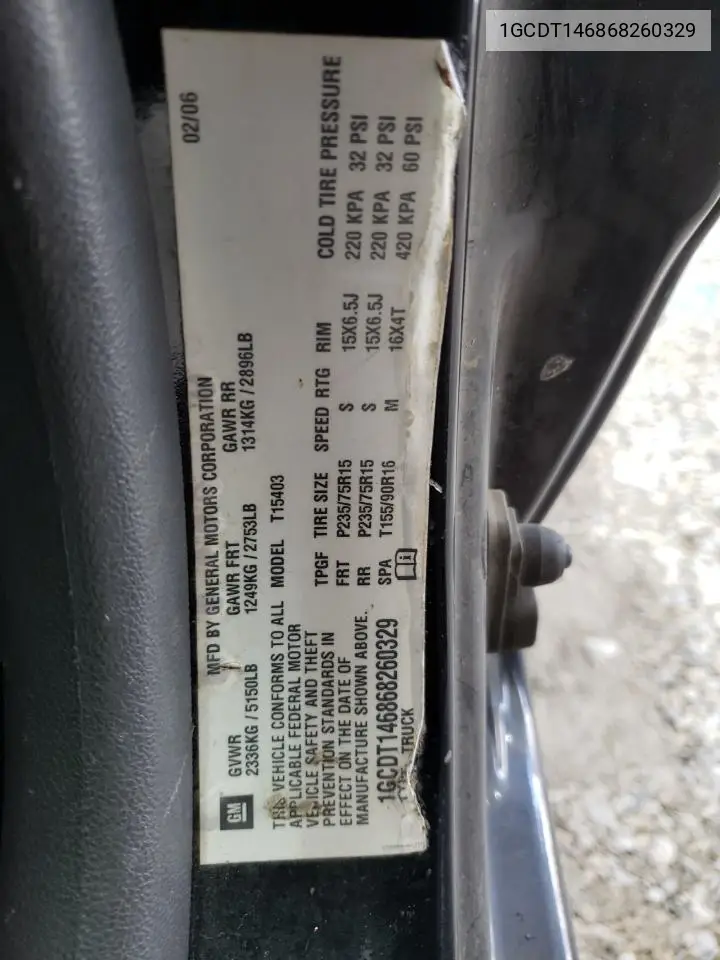 1GCDT146868260329
02/06
MFD BY GENERAL MOTORS CORPORATION
GVWR GAWR FRT GAWR RR
2336KG / 5150LB 1249KG / 2753LB 1314KG / 2896LB
GM
THIS VEHICLE CONFORMS TO ALL
APPLICABLE FEDERAL MOTOR
VEHICLE SAFETY AND THEFT
PREVENTION STANDARDS IN
EFFECT ON THE DATE OF
MANUFACTURE SHOWN ABOVE.
1GCDT146868260329
TYPE: TRUCK
MODEL T15403
TPGF TIRE SIZE SPEED RTG RIM COLD TIRE PRESSURE
FRT P235/75R15 S 15X6.5J 220 KPA 32 PSI
RR P235/75R15 S 15X6.5J 220 KPA 32 PSI
SPA T155/90R16 M 16X4T 420 KPA 60 PSI